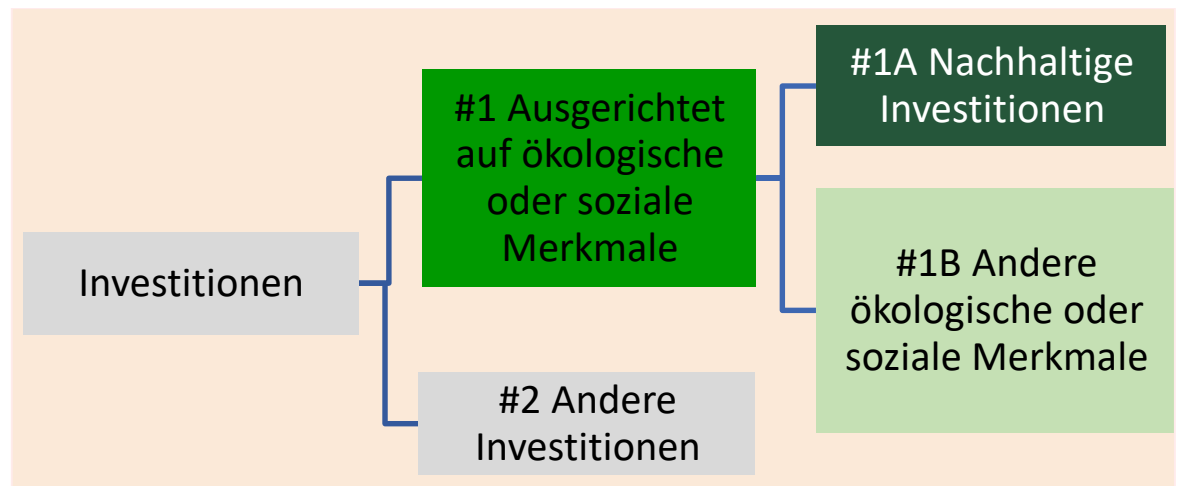 Investitionen
#1 Ausgerichtet
auf ökologische
oder soziale
Merkmale
#2 Andere
Investitionen
#1A Nachhaltige
Investitionen
#1B Andere
ökologische oder
soziale Merkmale